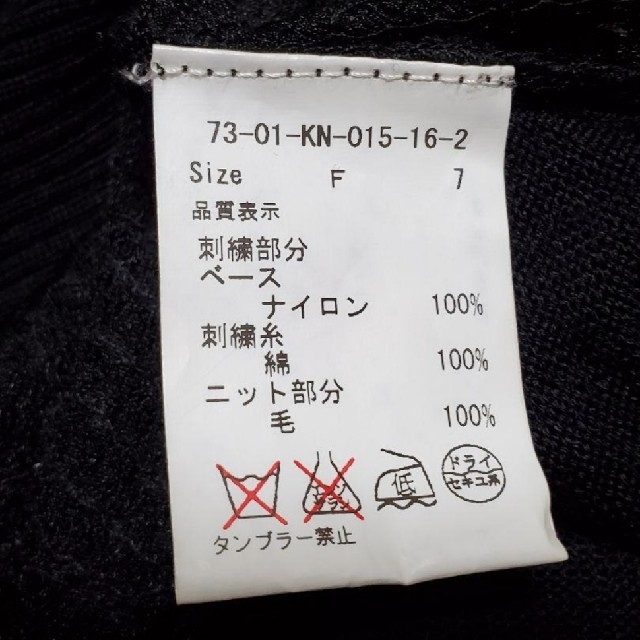 73-01-KN-015-16-2
Size F 7
品質表示
刺繍部分
ベース
ナイロン 100%
刺繍糸
綿 100%
ニット部分
毛 100%
低
ドライ
セキユ系
タンブラー禁止